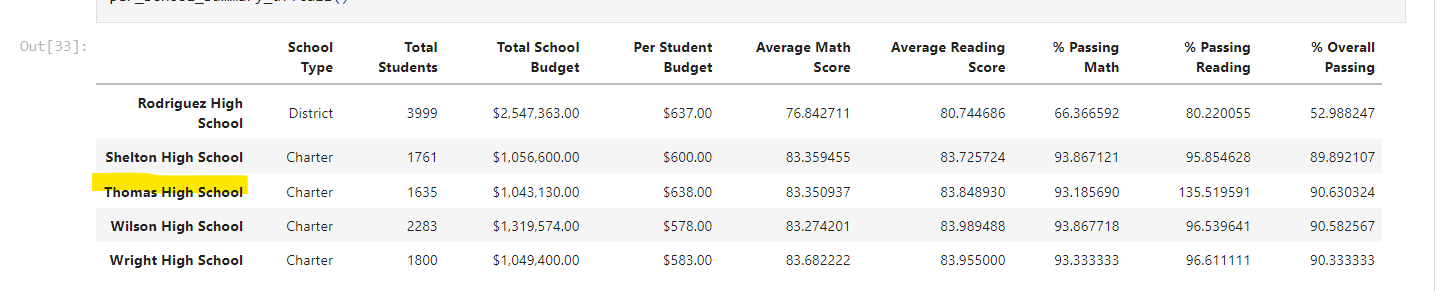 Out[33]:
School Type Total Students Total School Budget Per Student Budget Average Math Score Average Reading Score % Passing Math % Passing Reading % Overall Passing
Rodriguez High School District 3999 $2,547,363.00 $637.00 76.842711 80.744686 66.366592 80.220055 52.988247
Shelton High School Charter 1761 $1,056,600.00 $600.00 83.359455 83.725724 93.867121 95.854628 89.892107
Thomas High School Charter 1635 $1,043,130.00 $638.00 83.350937 83.848930 93.185690 135.519591 90.630324
Wilson High School Charter 2283 $1,319,574.00 $578.00 83.274201 83.989488 93.867718 96.539641 90.582567
Wright High School Charter 1800 $1,049,400.00 $583.00 83.682222 83.955000 93.333333 96.611111 90.333333